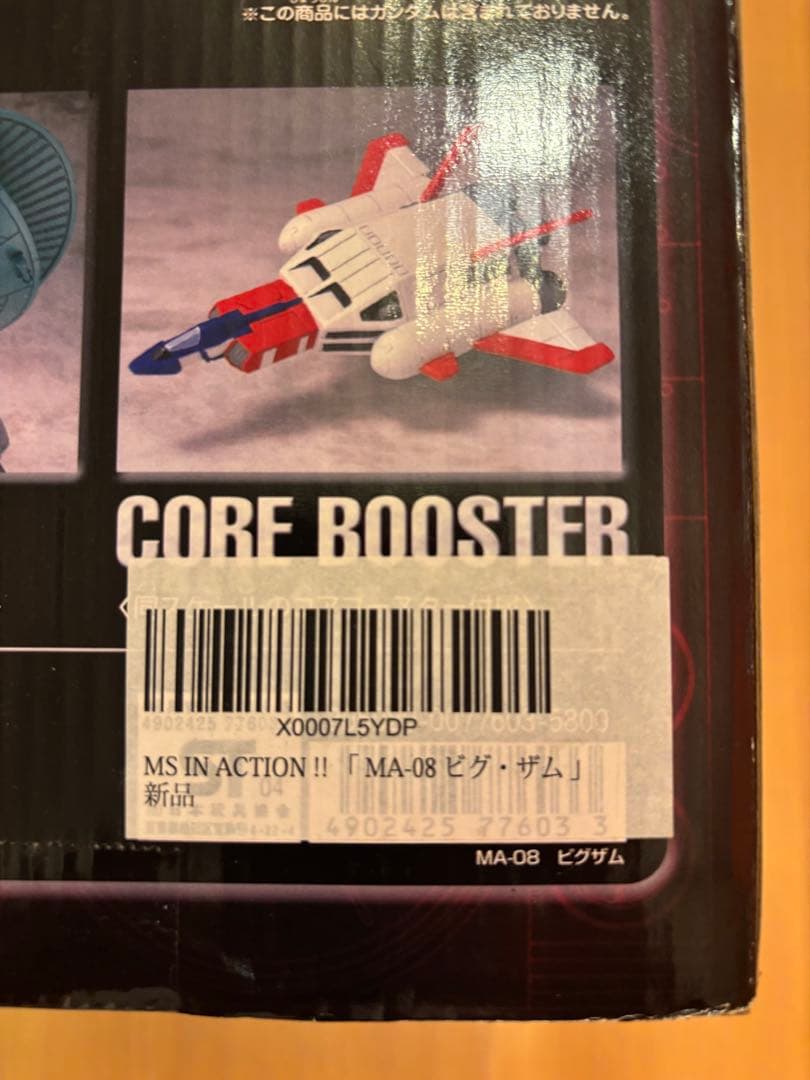 ※この商品にはガンダムは含まれておりません。
CORE BOOSTER
X0007L5YDP
MS IN ACTION !! 「 MA-08 ビグ・ザム 」
新品
ST 04
4902425 77603 3
MA-08 ビグザム